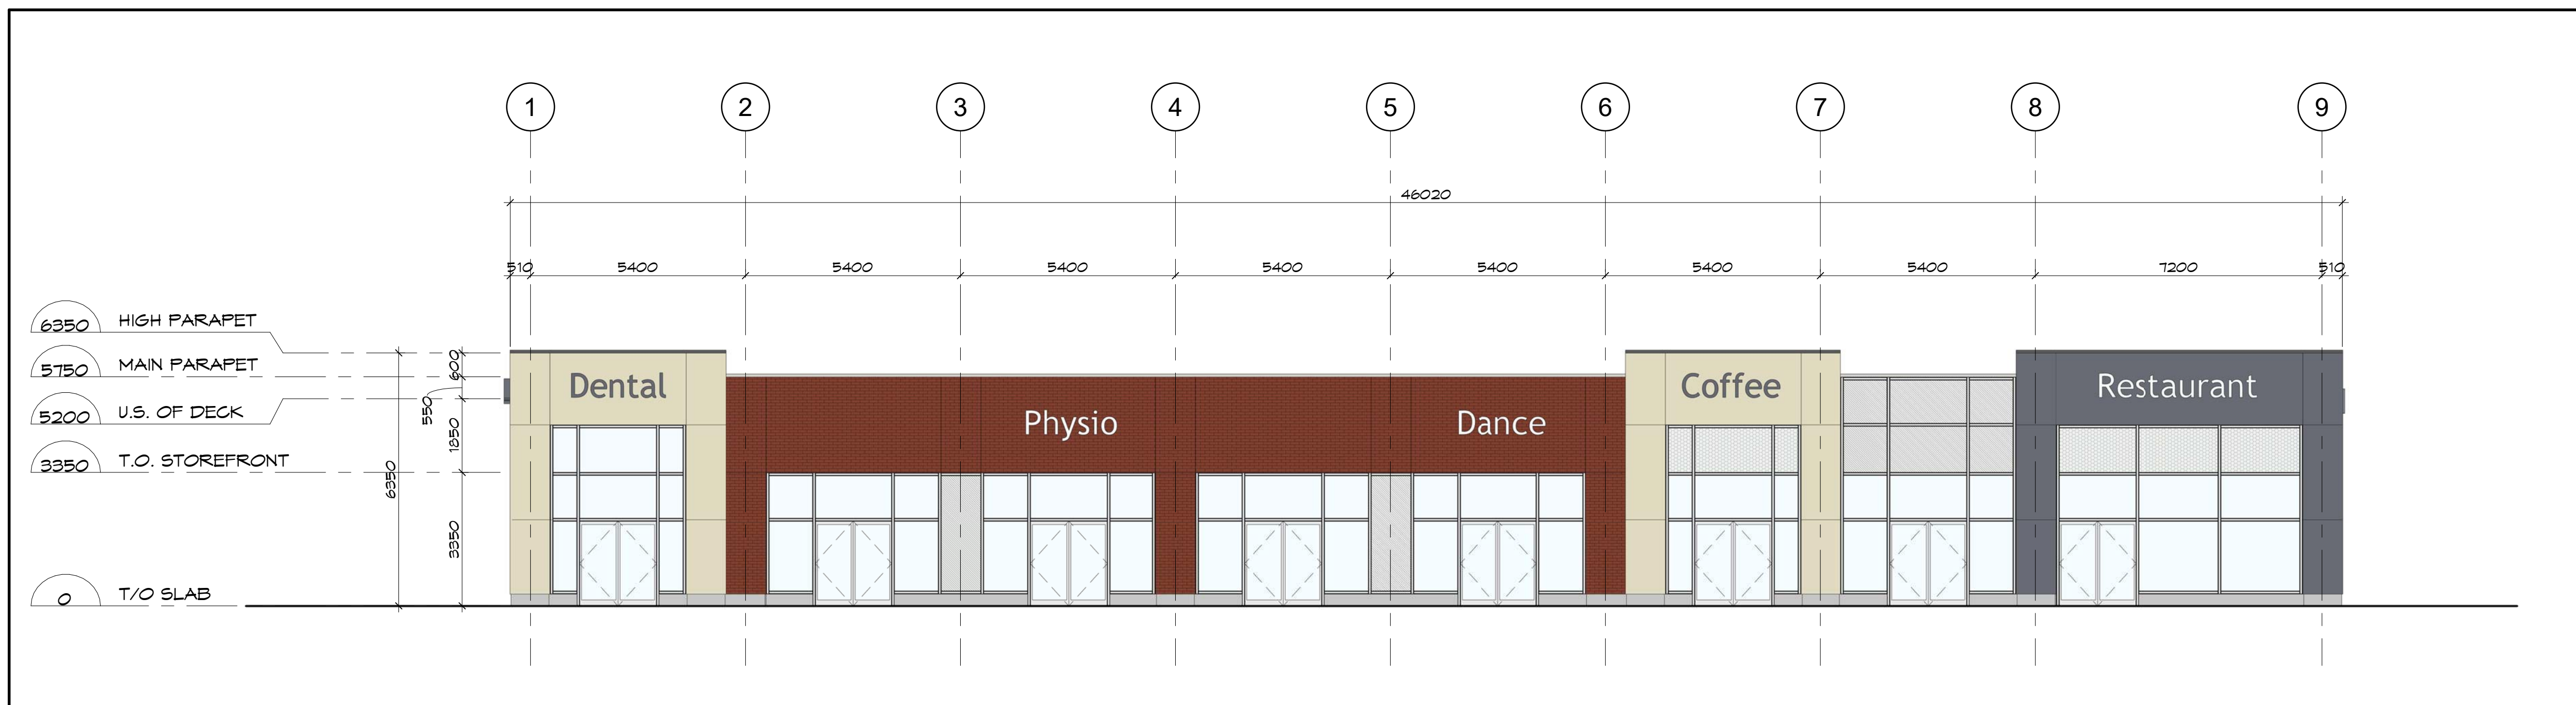 1 2 3 4 5 6 7 8 9
46020
510 5400 5400 5400 5400 5400 5400 5400 7200 510
6350 HIGH PARAPET
5750 MAIN PARAPET
5200 U.S. OF DECK
3350 T.O. STOREFRONT
0 T/O SLAB
6350
600
550
1850
3350
Dental
Physio
Dance
Coffee
Restaurant